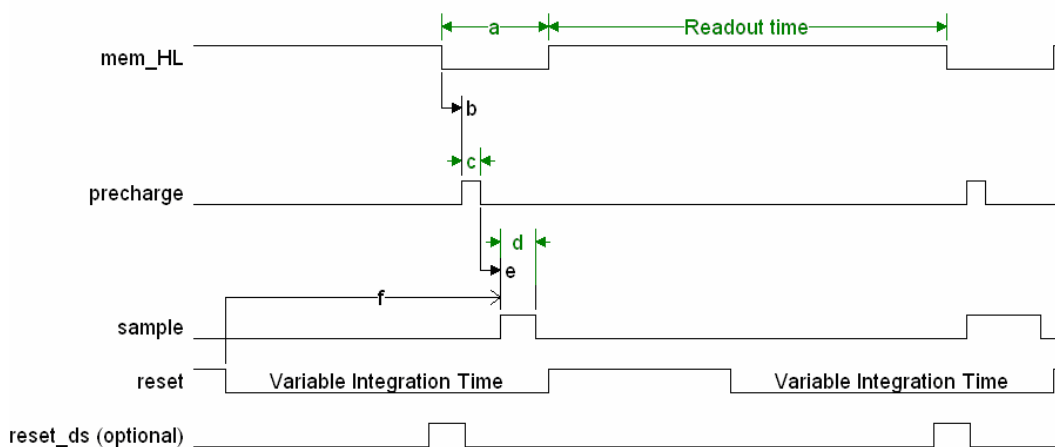 a
Readout time
mem_HL
b
c
precharge
d
e
f
sample
reset
Variable Integration Time
Variable Integration Time
reset_ds (optional)